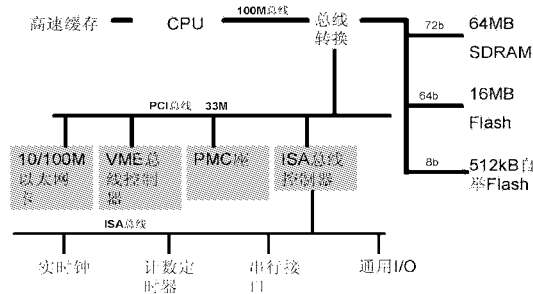 高速缓存
CPU
100M总线
总线
转换
72b
64MB
SDRAM
64b
16MB
Flash
8b
512kB自
举Flash
PCI总线 33M
10/100M
以太网
卡
VME总
线控制
器
PMC座
ISA总线
控制器
ISA总线
实时钟
计数定
时器
串行接
口
通用I/O